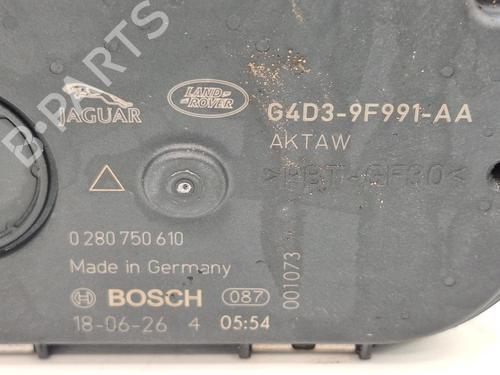 B-PARTS
JAGUAR
LAND ROVER
G4D3-9F991-AA
AKTAW
>PBT-GF30<
0 280 750 610
Made in Germany
001073
BOSCH 087
18-06-26 4 05:54